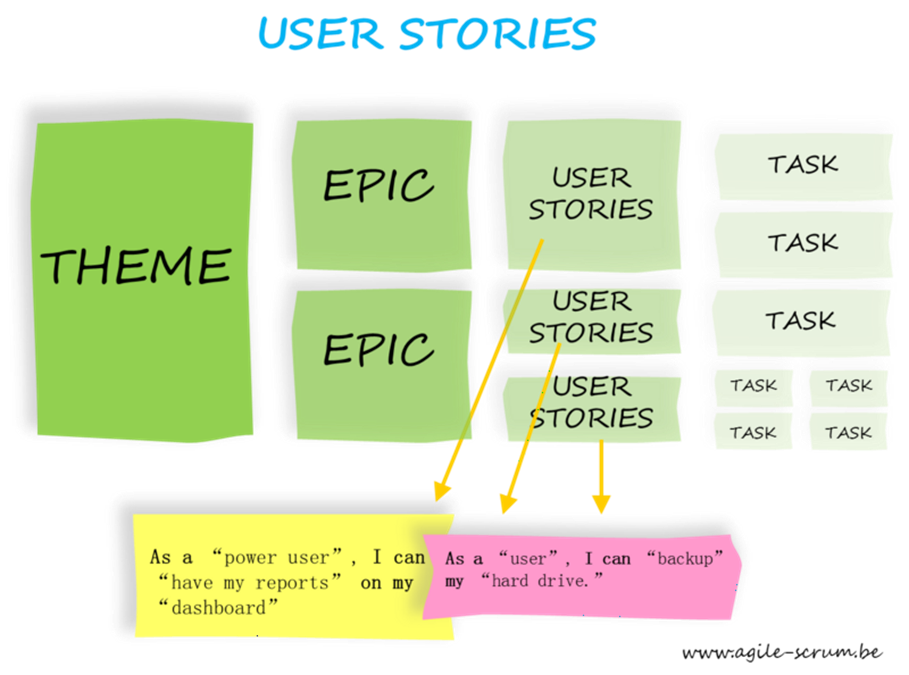 USER STORIES
THEME
EPIC
EPIC
USER
STORIES
USER
STORIES
USER
STORIES
TASK
TASK
TASK
TASK
TASK
TASK
TASK
As a “power user”, I can
“have my reports” on my
“dashboard”
As a “user”, I can “backup”
my “hard drive.”
www.agile-scrum.be